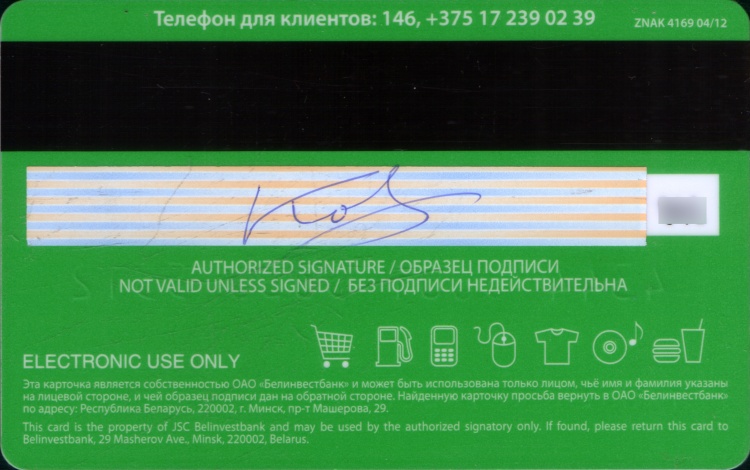 Телефон для клиентов: 146, +375 17 239 02 39
ZNAK 4169 04/12
AUTHORIZED SIGNATURE / ОБРАЗЕЦ ПОДПИСИ
NOT VALID UNLESS SIGNED / БЕЗ ПОДПИСИ НЕДЕЙСТВИТЕЛЬНА
ELECTRONIC USE ONLY
Эта карточка является собственностью ОАО «Белинвестбанк» и может быть использована только лицом, чьё имя и фамилия указаны
на лицевой стороне, и чей образец подписи дан на обратной стороне. Найденную карточку просьба вернуть в ОАО «Белинвестбанк»
по адресу: Республика Беларусь, 220002, г. Минск, пр-т Машерова, 29.
This card is the property of JSC Belinvestbank and may be used by the authorized signatory only. If found, please return this card to
Belinvestbank, 29 Masherov Ave., Minsk, 220002, Belarus.